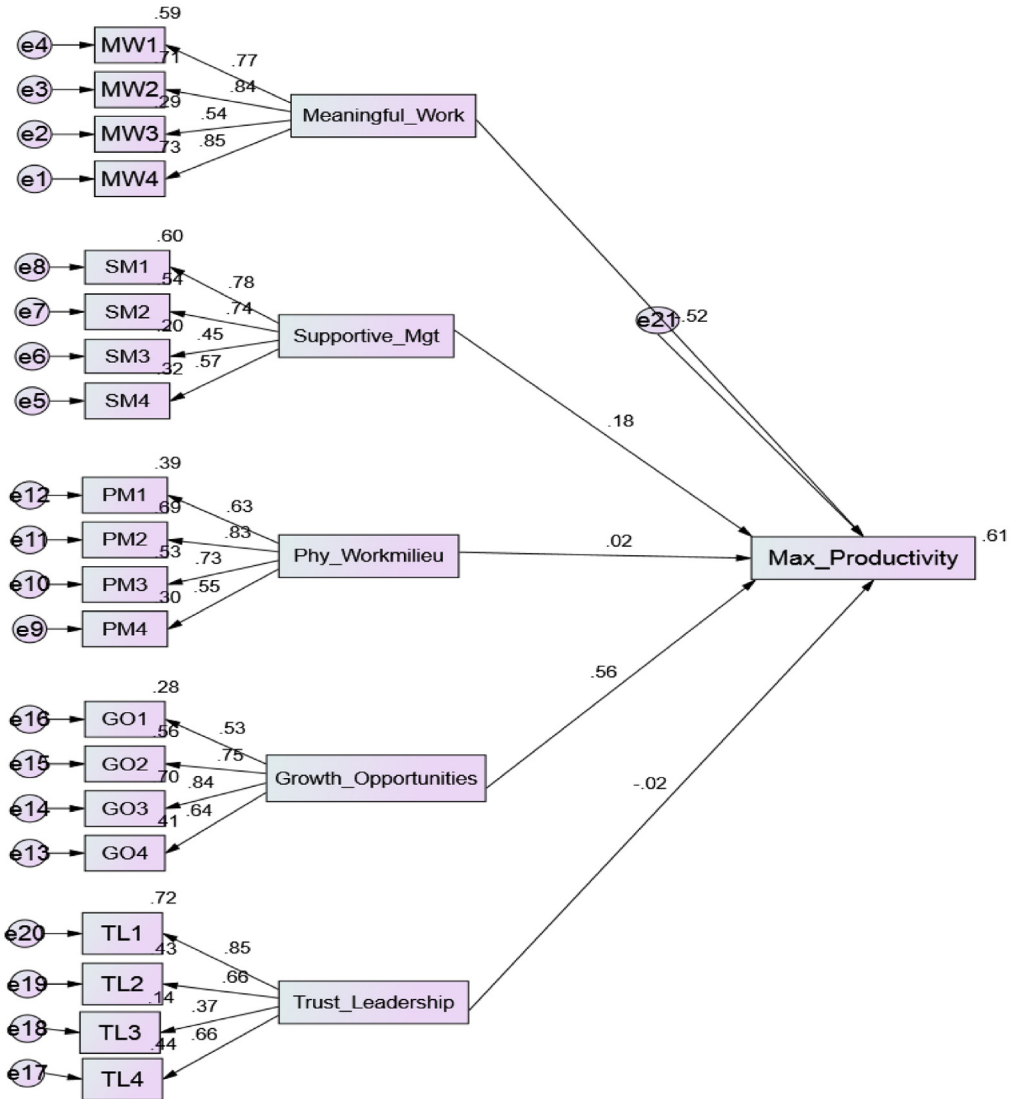 .59
e4 MW1
.71
.77
e3 MW2
.84
.29
.54
e2 MW3
.73
.85
e1 MW4
Meaningful_Work
.60
e8 SM1
.54
.78
e7 SM2
.74
.20
.45
e6 SM3
.32
.57
e5 SM4
Supportive_Mgt
e21
.52
.18
.39
e12 PM1
.69
.63
e11 PM2
.83
.53
.73
e10 PM3
.30
.55
e9 PM4
Phy_Workmilieu
.02
Max_Productivity
.61
.28
e16 GO1
.56
.53
e15 GO2
.75
.70
.84
e14 GO3
.41
.64
e13 GO4
Growth_Opportunities
.56
-.02
.72
e20 TL1
.43
.85
e19 TL2
.66
.14
.37
e18 TL3
.44
.66
e17 TL4
Trust_Leadership